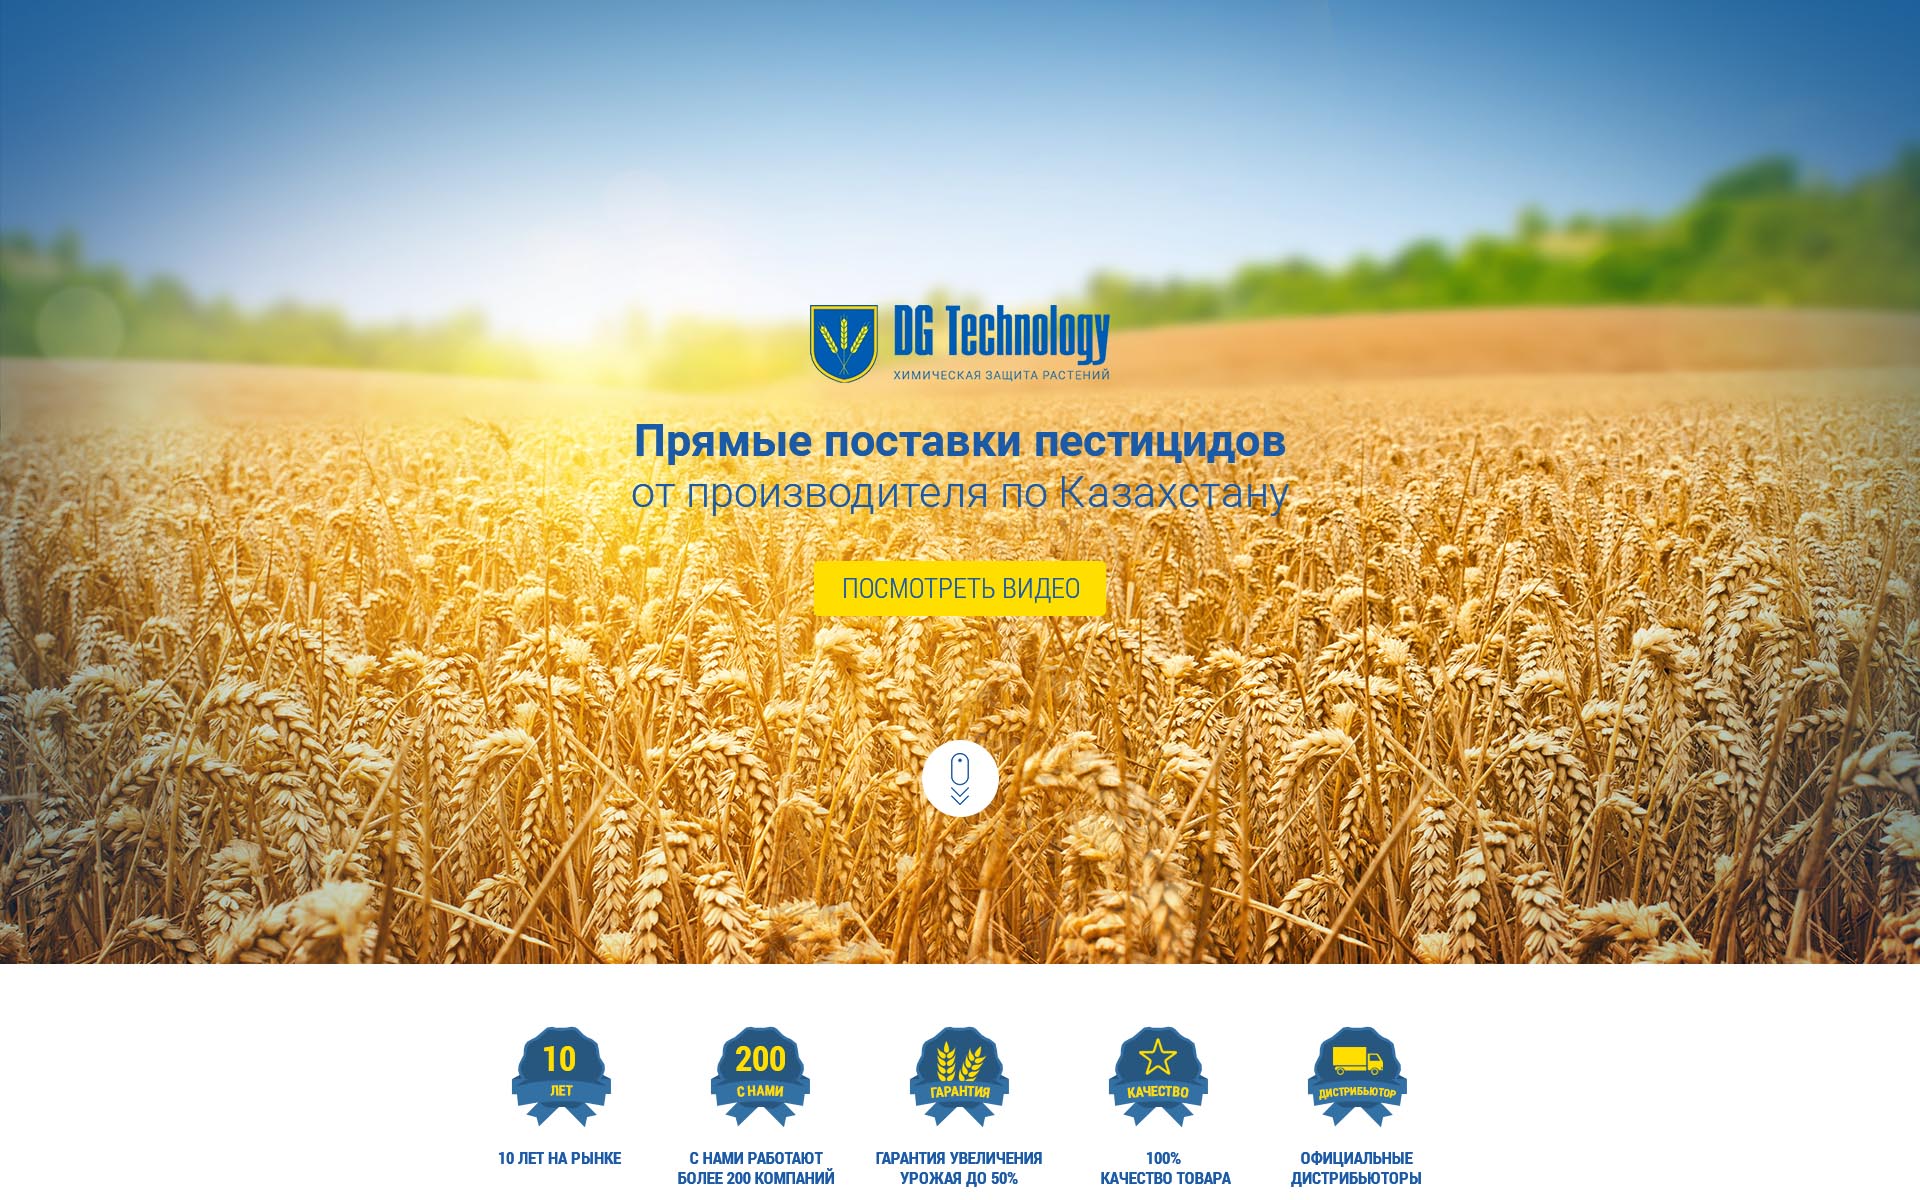 DG Technology
ХИМИЧЕСКАЯ ЗАЩИТА РАСТЕНИЙ
Прямые поставки пестицидов
от производителя по Казахстану
ПОСМОТРЕТЬ ВИДЕО
10
ЛЕТ
10 ЛЕТ НА РЫНКЕ
200
С НАМИ
С НАМИ РАБОТАЮТ
БОЛЕЕ 200 КОМПАНИЙ
ГАРАНТИЯ
ГАРАНТИЯ УВЕЛИЧЕНИЯ
УРОЖАЯ ДО 50%
КАЧЕСТВО
100%
КАЧЕСТВО ТОВАРА
ДИСТРИБЬЮТОР
ОФИЦИАЛЬНЫЕ
ДИСТРИБЬЮТОРЫ